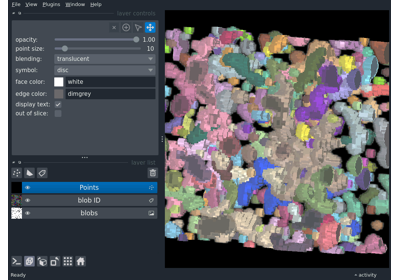 File View Plugins Window Help
layer controls
opacity: 1.00
point size: 10
blending: translucent
symbol: disc
face color: white
edge color: dimgrey
display text:
out of slice:
layer list
Points
blob ID
blobs
Ready
activity